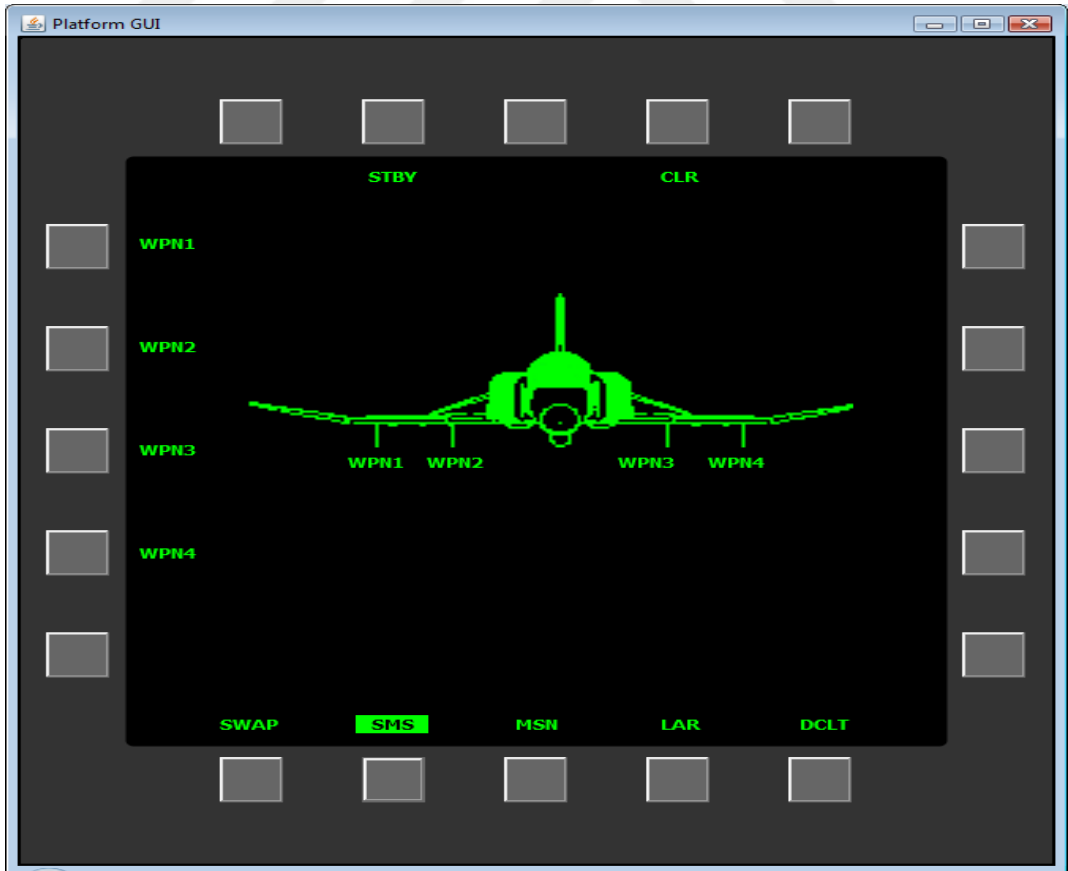 Platform GUI
STBY CLR
WPN1
WPN2
WPN3
WPN1 WPN2 WPN3 WPN4
WPN4
SWAP SMS MSN LAR DCLT